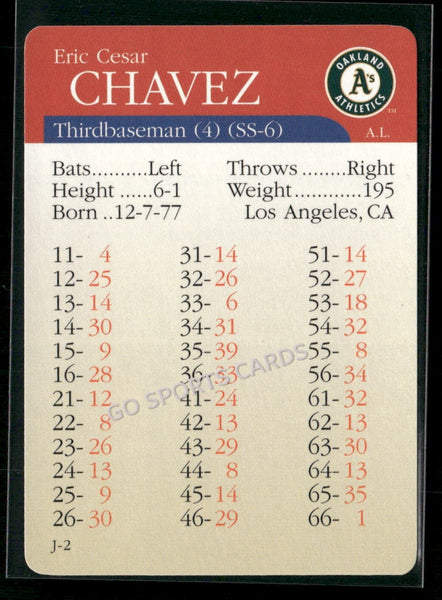 Eric Cesar
CHAVEZ
OAKLAND
A's
ATHLETICS
TM
Thirdbaseman (4) (SS-6)
A.L.
Bats..........Left Throws ........Right
Height ......6-1 Weight...........195
Born ..12-7-77 Los Angeles, CA
11- 4 31-14 51-14
12-25 32-26 52-27
13-14 33- 6 53-18
14-30 34-31 54-32
15- 9 35-39 55- 8
16-28 36-33 56-34
21-12 41-24 61-12
22- 8 42-13 62-13
23-26 43-29 63-30
24-13 44- 8 64-13
25- 9 45-14 65-35
26-30 46-29 66- 1
J-2
GO SPORTS CARDS